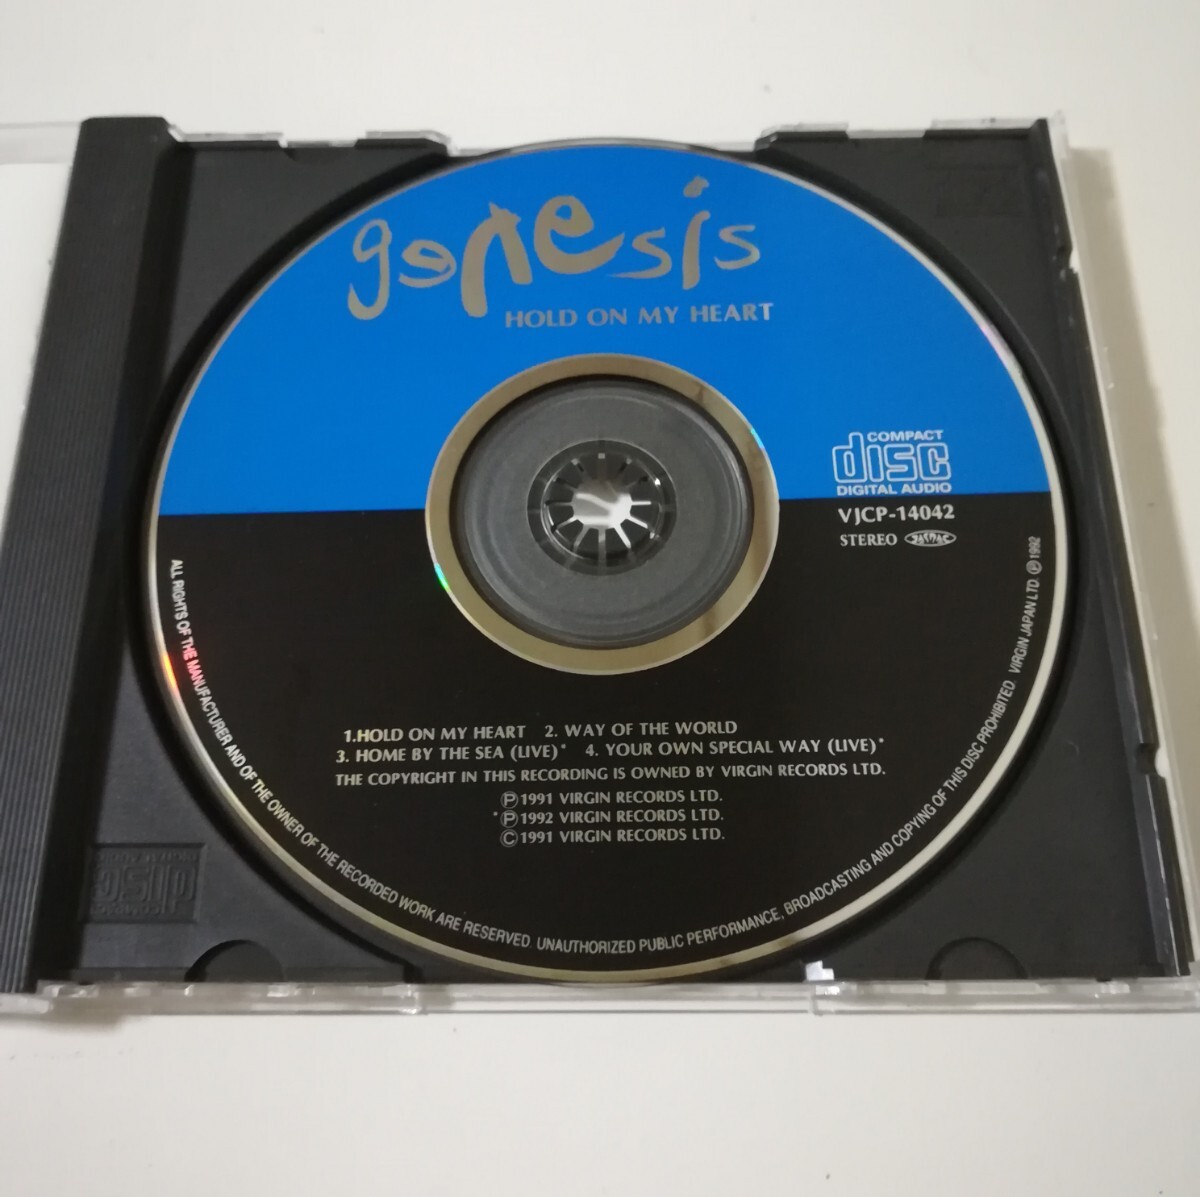 genesis
HOLD ON MY HEART
COMPACT
disc
DIGITAL AUDIO
VJCP-14042
STEREO
1.HOLD ON MY HEART 2. WAY OF THE WORLD
3. HOME BY THE SEA (LIVE)* 4. YOUR OWN SPECIAL WAY (LIVE)*
THE COPYRIGHT IN THIS RECORDING IS OWNED BY VIRGIN RECORDS LTD.
Ⓟ1991 VIRGIN RECORDS LTD.
*Ⓟ1992 VIRGIN RECORDS LTD.
©1991 VIRGIN RECORDS LTD.
ALL RIGHTS OF THE MANUFACTURER AND OF THE OWNER OF THE RECORDED WORK ARE RESERVED. UNAUTHORIZED PUBLIC PERFORMANCE, BROADCASTING AND COPYING OF THIS DISC PROHIBITED. VIRGIN JAPAN LTD. Ⓟ1992
disc